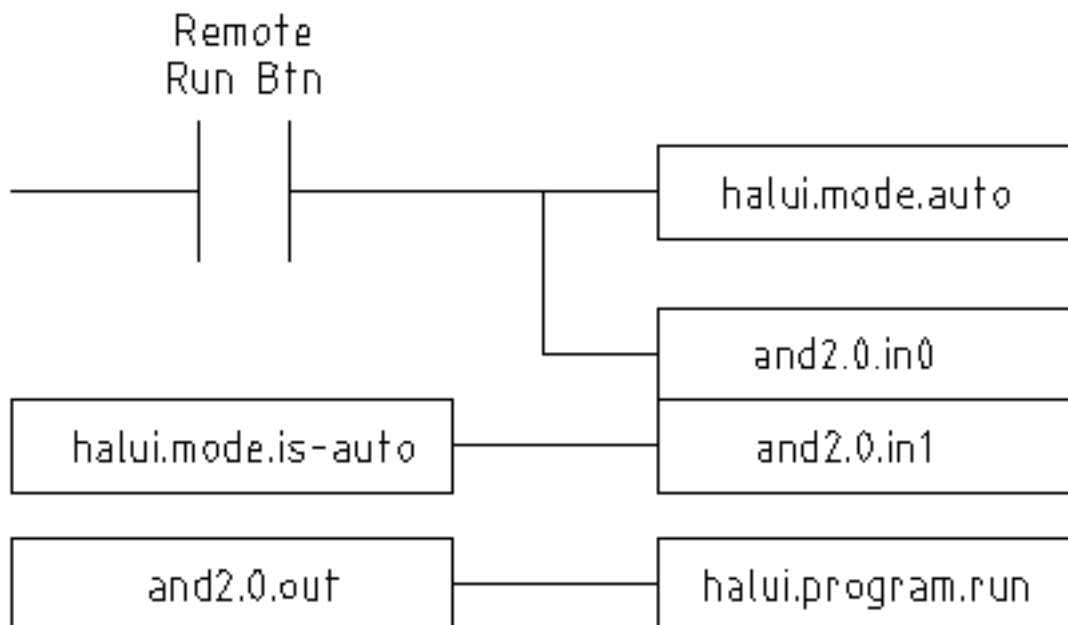 Remote
Run Btn
halui.mode.auto
and2.0.in0
halui.mode.is-auto
and2.0.in1
and2.0.out
halui.program.run